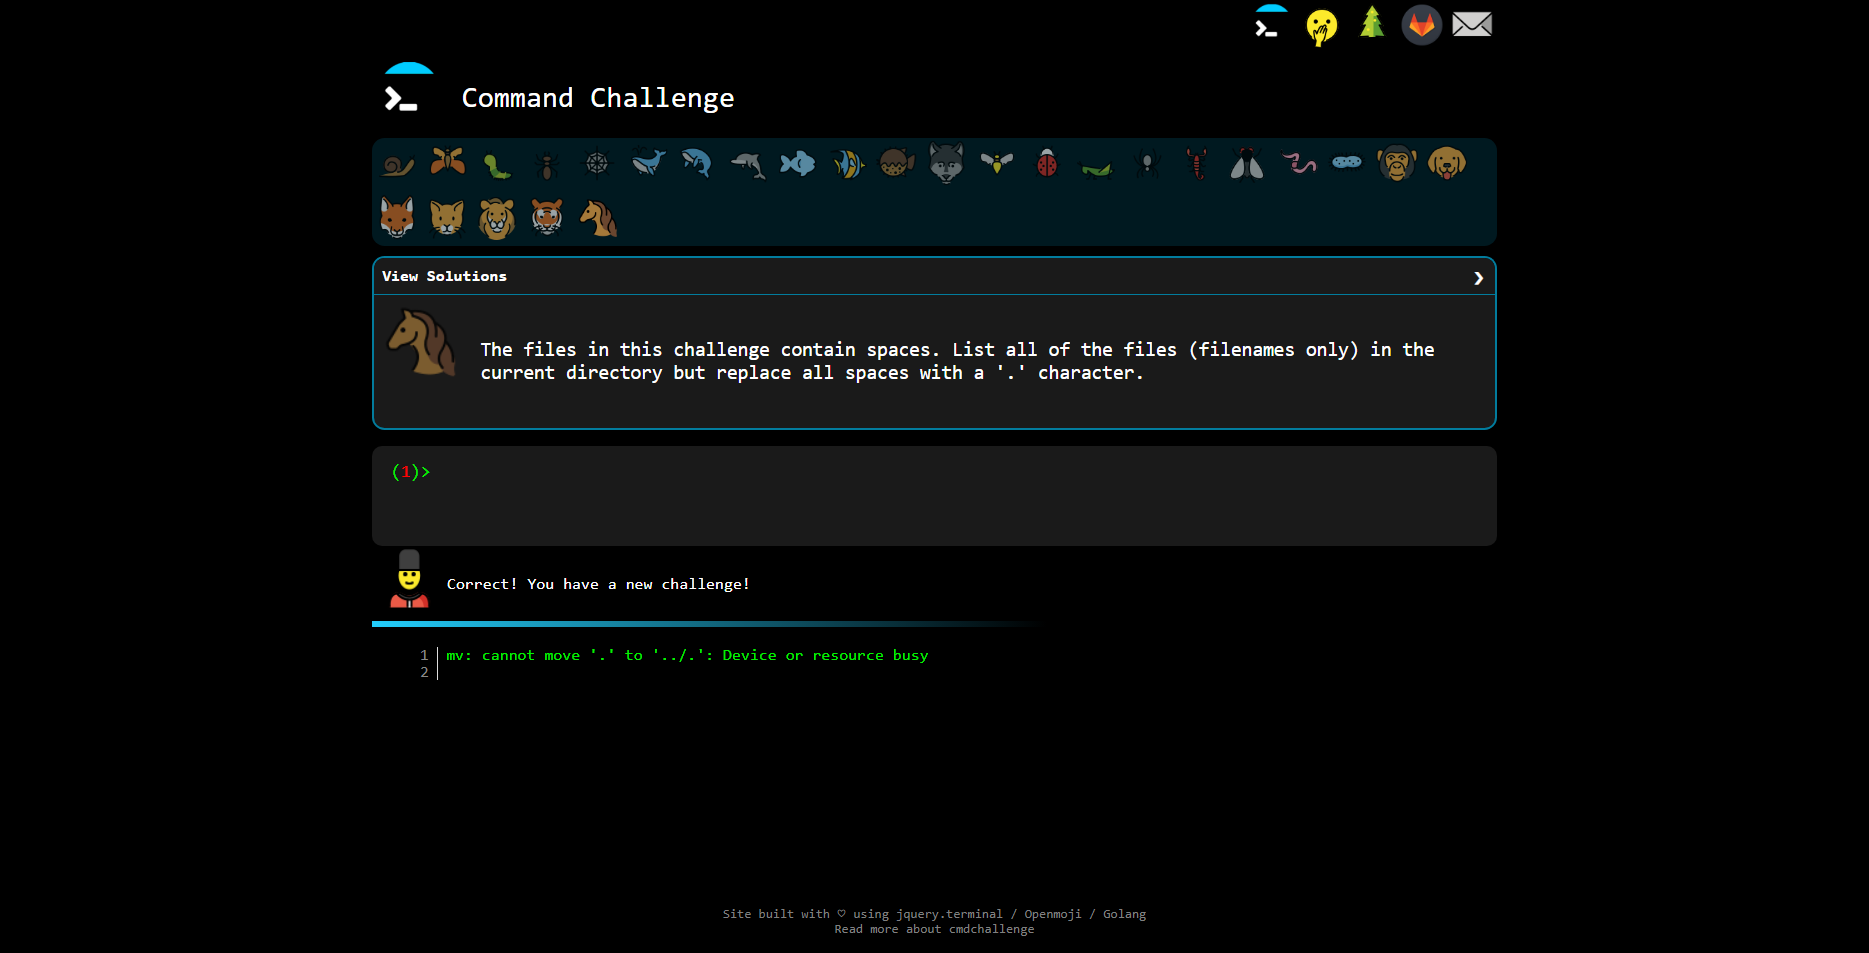 Command Challenge
View Solutions
The files in this challenge contain spaces. List all of the files (filenames only) in the
current directory but replace all spaces with a '.' character.
(1)>
Correct! You have a new challenge!
1 mv: cannot move '.' to '../.': Device or resource busy
2
Site built with ♡ using jquery.terminal / Openmoji / Golang
Read more about cmdchallenge